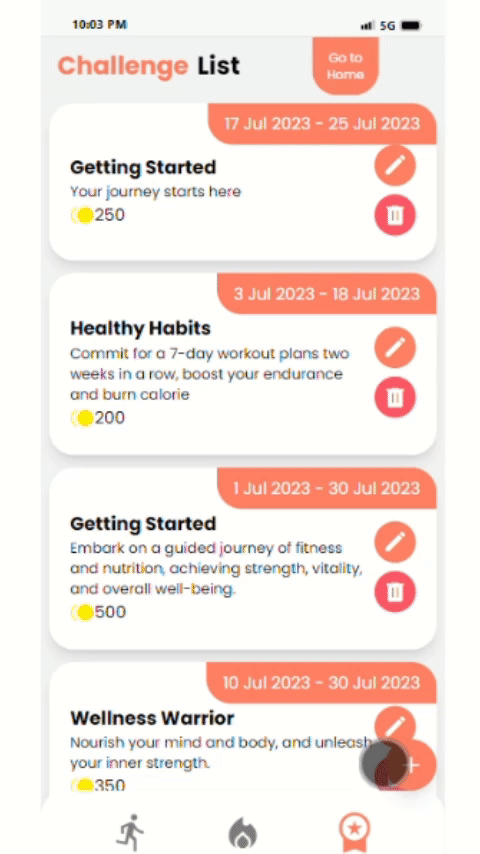 10:03 PM 5G
Challenge List
Go to
Home
17 Jul 2023 - 25 Jul 2023
Getting Started
Your journey starts here
250
3 Jul 2023 - 18 Jul 2023
Healthy Habits
Commit for a 7-day workout plans two
weeks in a row, boost your endurance
and burn calorie
200
1 Jul 2023 - 30 Jul 2023
Getting Started
Embark on a guided journey of fitness
and nutrition, achieving strength, vitality,
and overall well-being.
500
10 Jul 2023 - 30 Jul 2023
Wellness Warrior
Nourish your mind and body, and unleash
your inner strength.
350